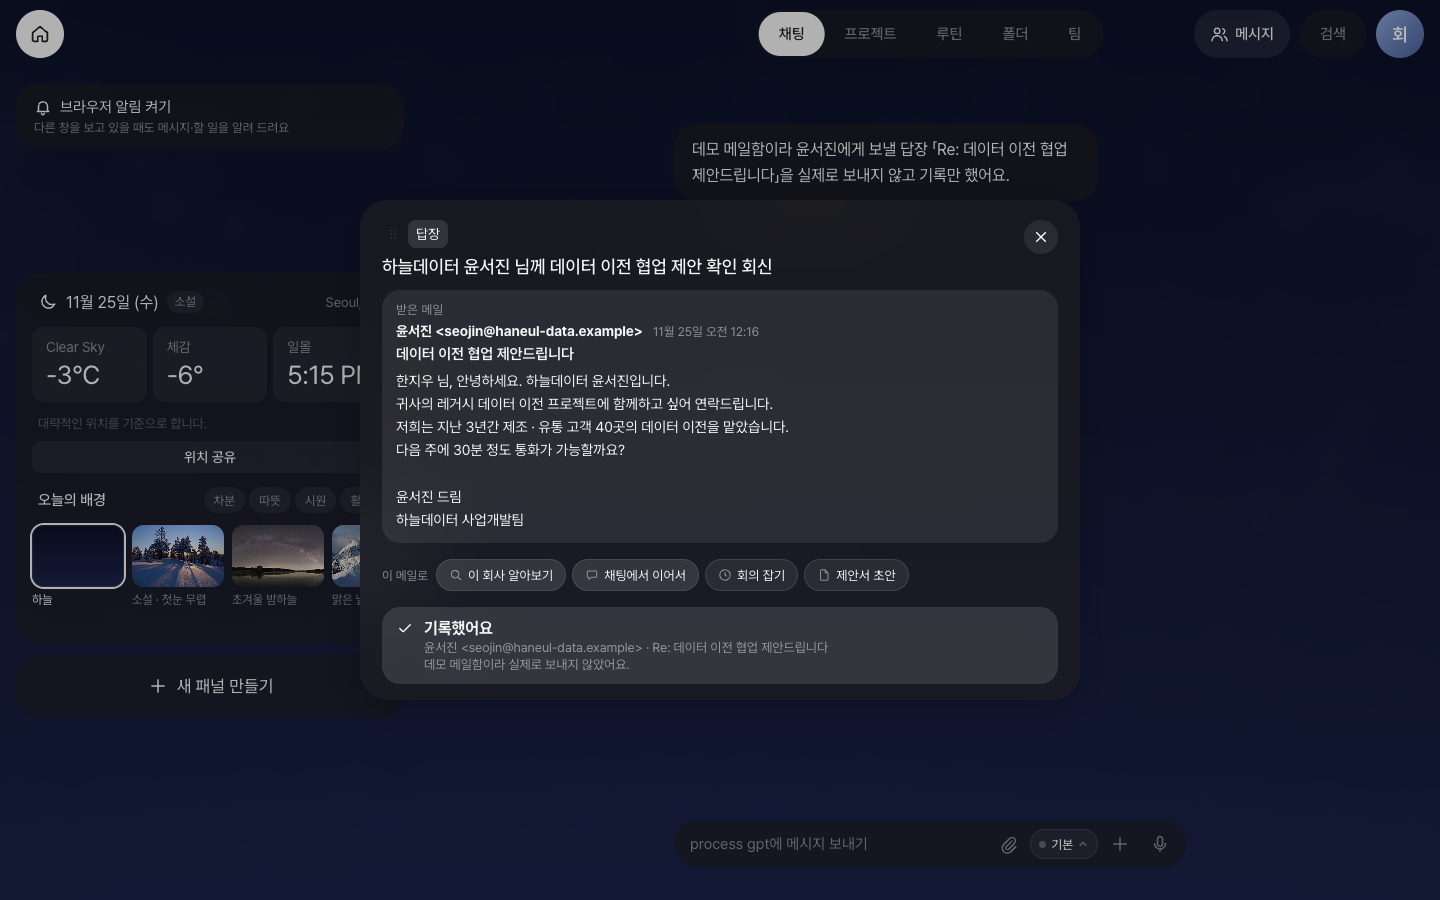 채팅
프로젝트
루틴
폴더
팀
메시지
검색
회
브라우저 알림 켜기
다른 창을 보고 있을 때도 메시지·할 일을 알려 드려요
데모 메일함이라 윤서진에게 보낼 답장 「Re: 데이터 이전 협업
제안드립니다」을 실제로 보내지 않고 기록만 했어요.
답장
하늘데이터 윤서진 님께 데이터 이전 협업 제안 확인 회신
받은 메일
윤서진 <seojin@haneul-data.example> 11월 25일 오전 12:16
데이터 이전 협업 제안드립니다
한지우 님, 안녕하세요. 하늘데이터 윤서진입니다.
귀사의 레거시 데이터 이전 프로젝트에 함께하고 싶어 연락드립니다.
저희는 지난 3년간 제조 · 유통 고객 40곳의 데이터 이전을 맡았습니다.
다음 주에 30분 정도 통화가 가능할까요?
윤서진 드림
하늘데이터 사업개발팀
이 메일로
이 회사 알아보기
채팅에서 이어서
회의 잡기
제안서 초안
기록했어요
윤서진 <seojin@haneul-data.example> · Re: 데이터 이전 협업 제안드립니다
데모 메일함이라 실제로 보내지 않았어요.
11월 25일 (수) 소설 Seoul,
Clear Sky
-3°C
체감
-6°
일몰
5:15
대략적인 위치를 기준으로 합니다.
위치 공유
오늘의 배경
차분
따뜻
시원
하늘
소설 · 첫눈 무렵
초겨울 밤하늘
맑은
새 패널 만들기
process gpt에 메시지 보내기
기본